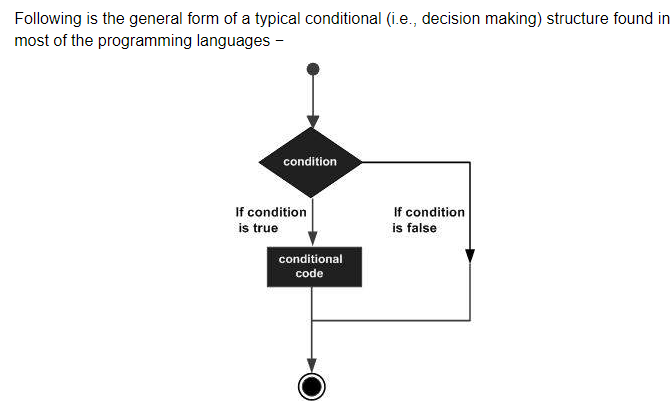 Following is the general form of a typical conditional (i.e., decision making) structure found in
most of the programming languages −
condition
If condition
is true
If condition
is false
conditional
code